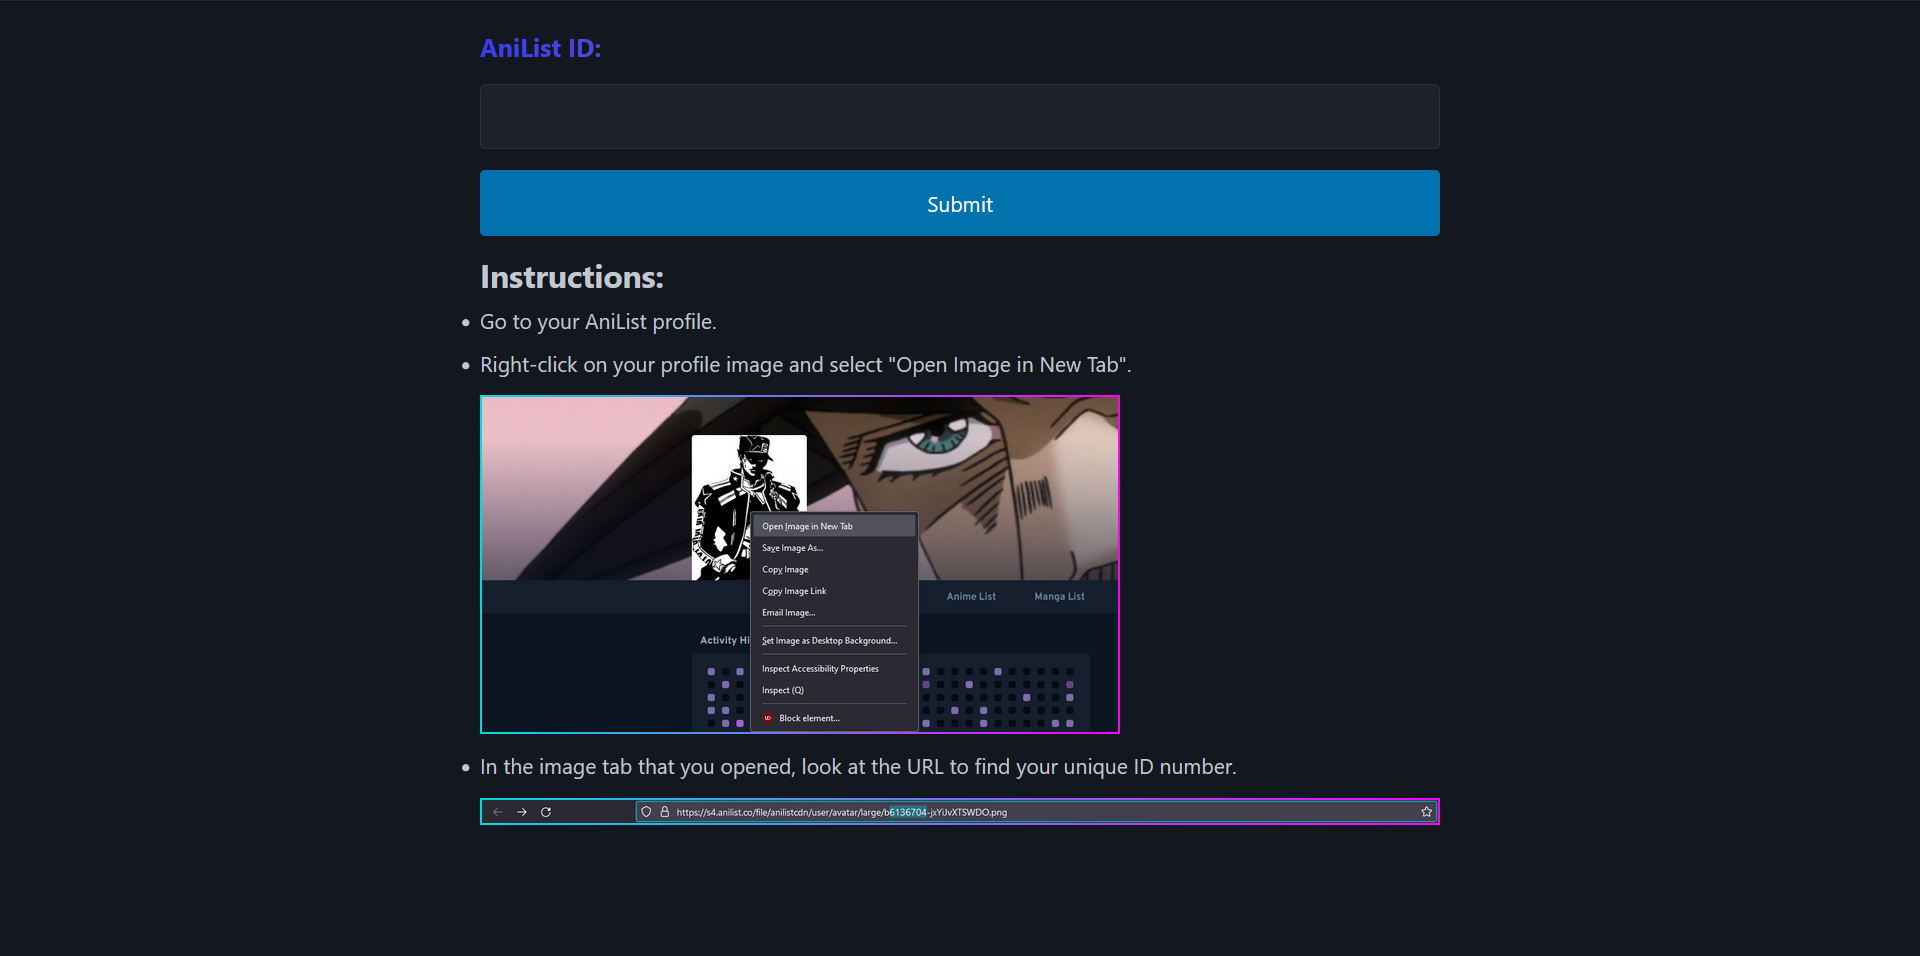 AniList ID:
Submit
Instructions:
• Go to your AniList profile.
• Right-click on your profile image and select "Open Image in New Tab".
Open Image in New Tab
Save Image As...
Copy Image
Copy Image Link
Email Image...
Anime List Manga List
Set Image as Desktop Background...
Activity Hi
Inspect Accessibility Properties
Inspect (Q)
Block element...
• In the image tab that you opened, look at the URL to find your unique ID number.
https://s4.anilist.co/file/anilistcdn/user/avatar/large/b6136704-jxYiJvXTSWDO.png